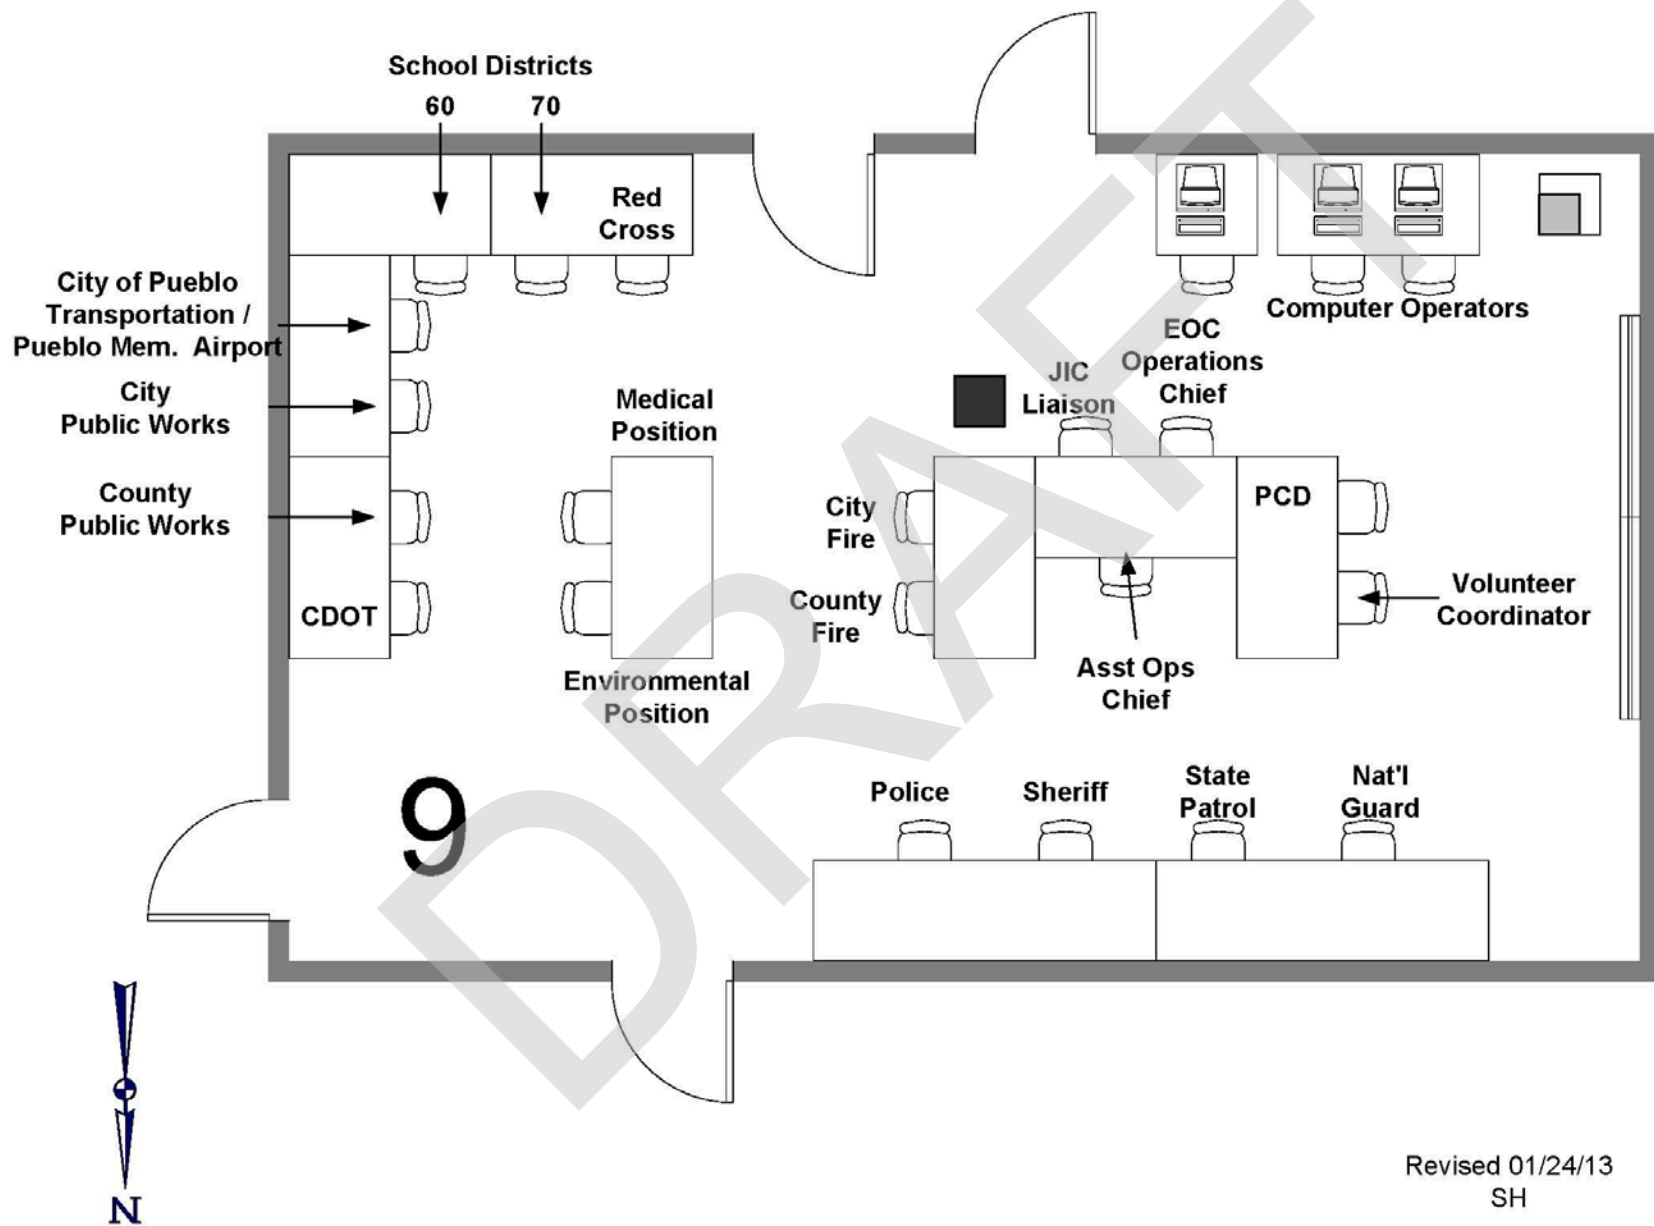 School Districts
60
70
Red
Cross
City of Pueblo
Transportation /
Pueblo Mem. Airport
City
Public Works
County
Public Works
CDOT
Medical
Position
Environmental
Position
City
Fire
County
Fire
JIC
Liaison
EOC
Operations
Chief
Computer Operators
PCD
Volunteer
Coordinator
Asst Ops
Chief
Police
Sheriff
State
Patrol
Nat'l
Guard
9
DRAFT
N
Revised 01/24/13
SH